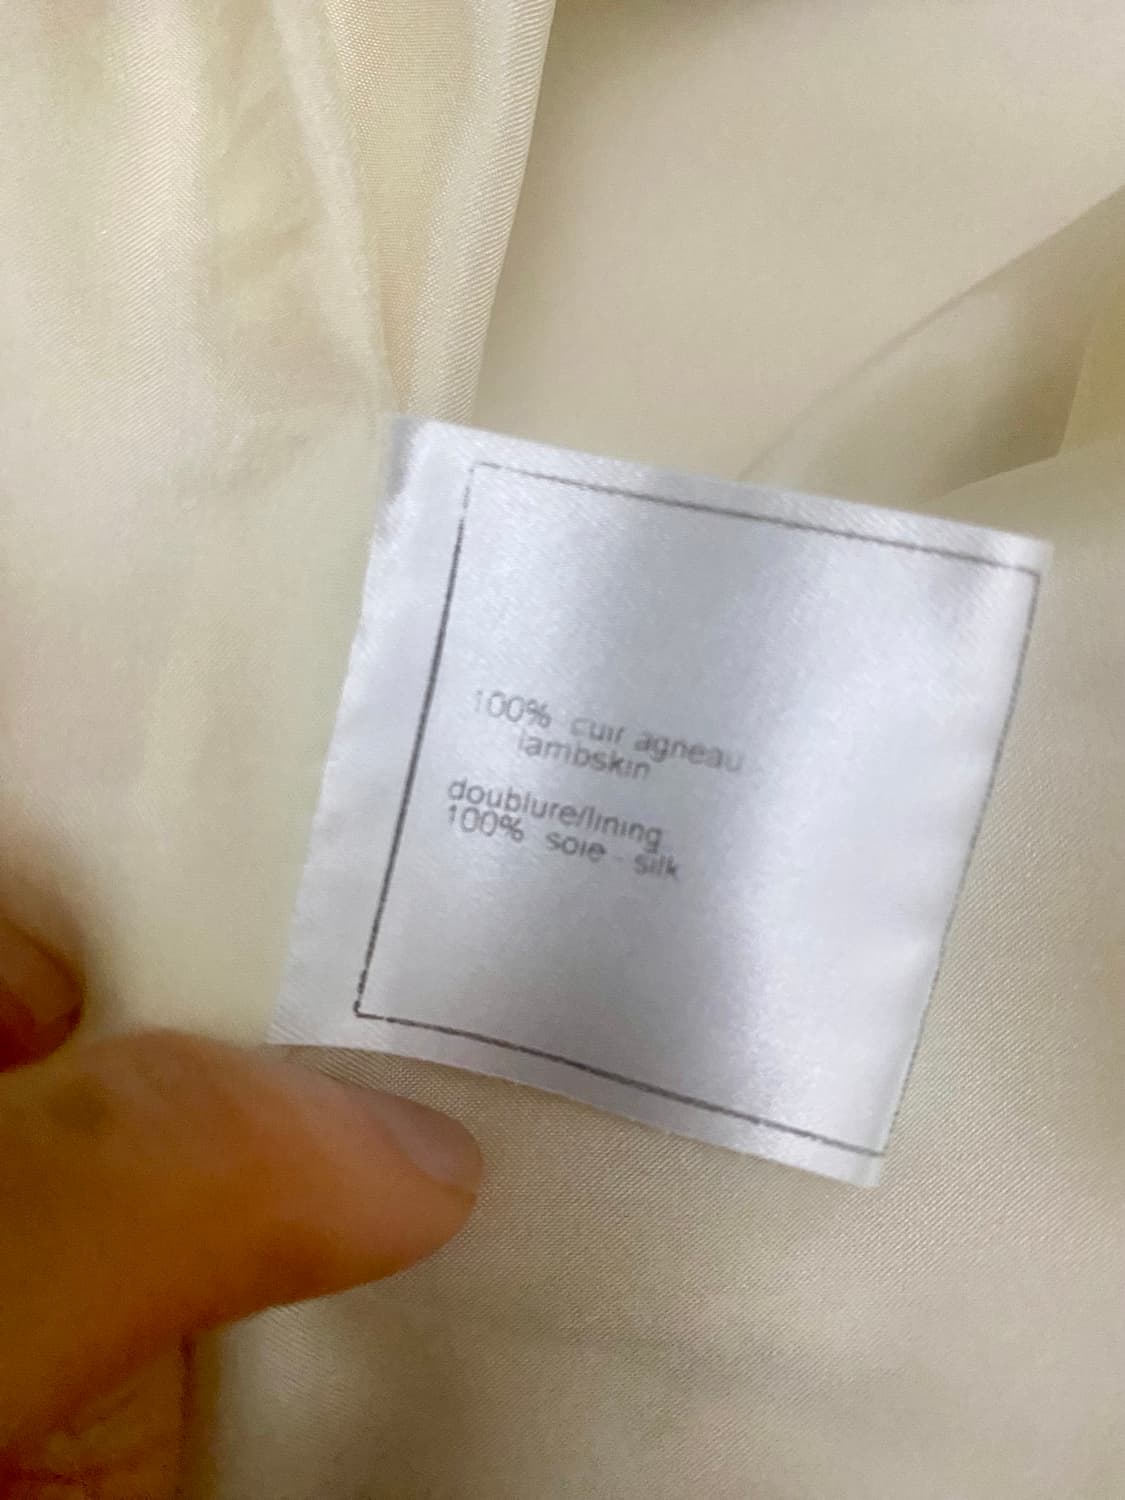 100% cuir agneau
lambskin
doublure/lining
100% soie - silk